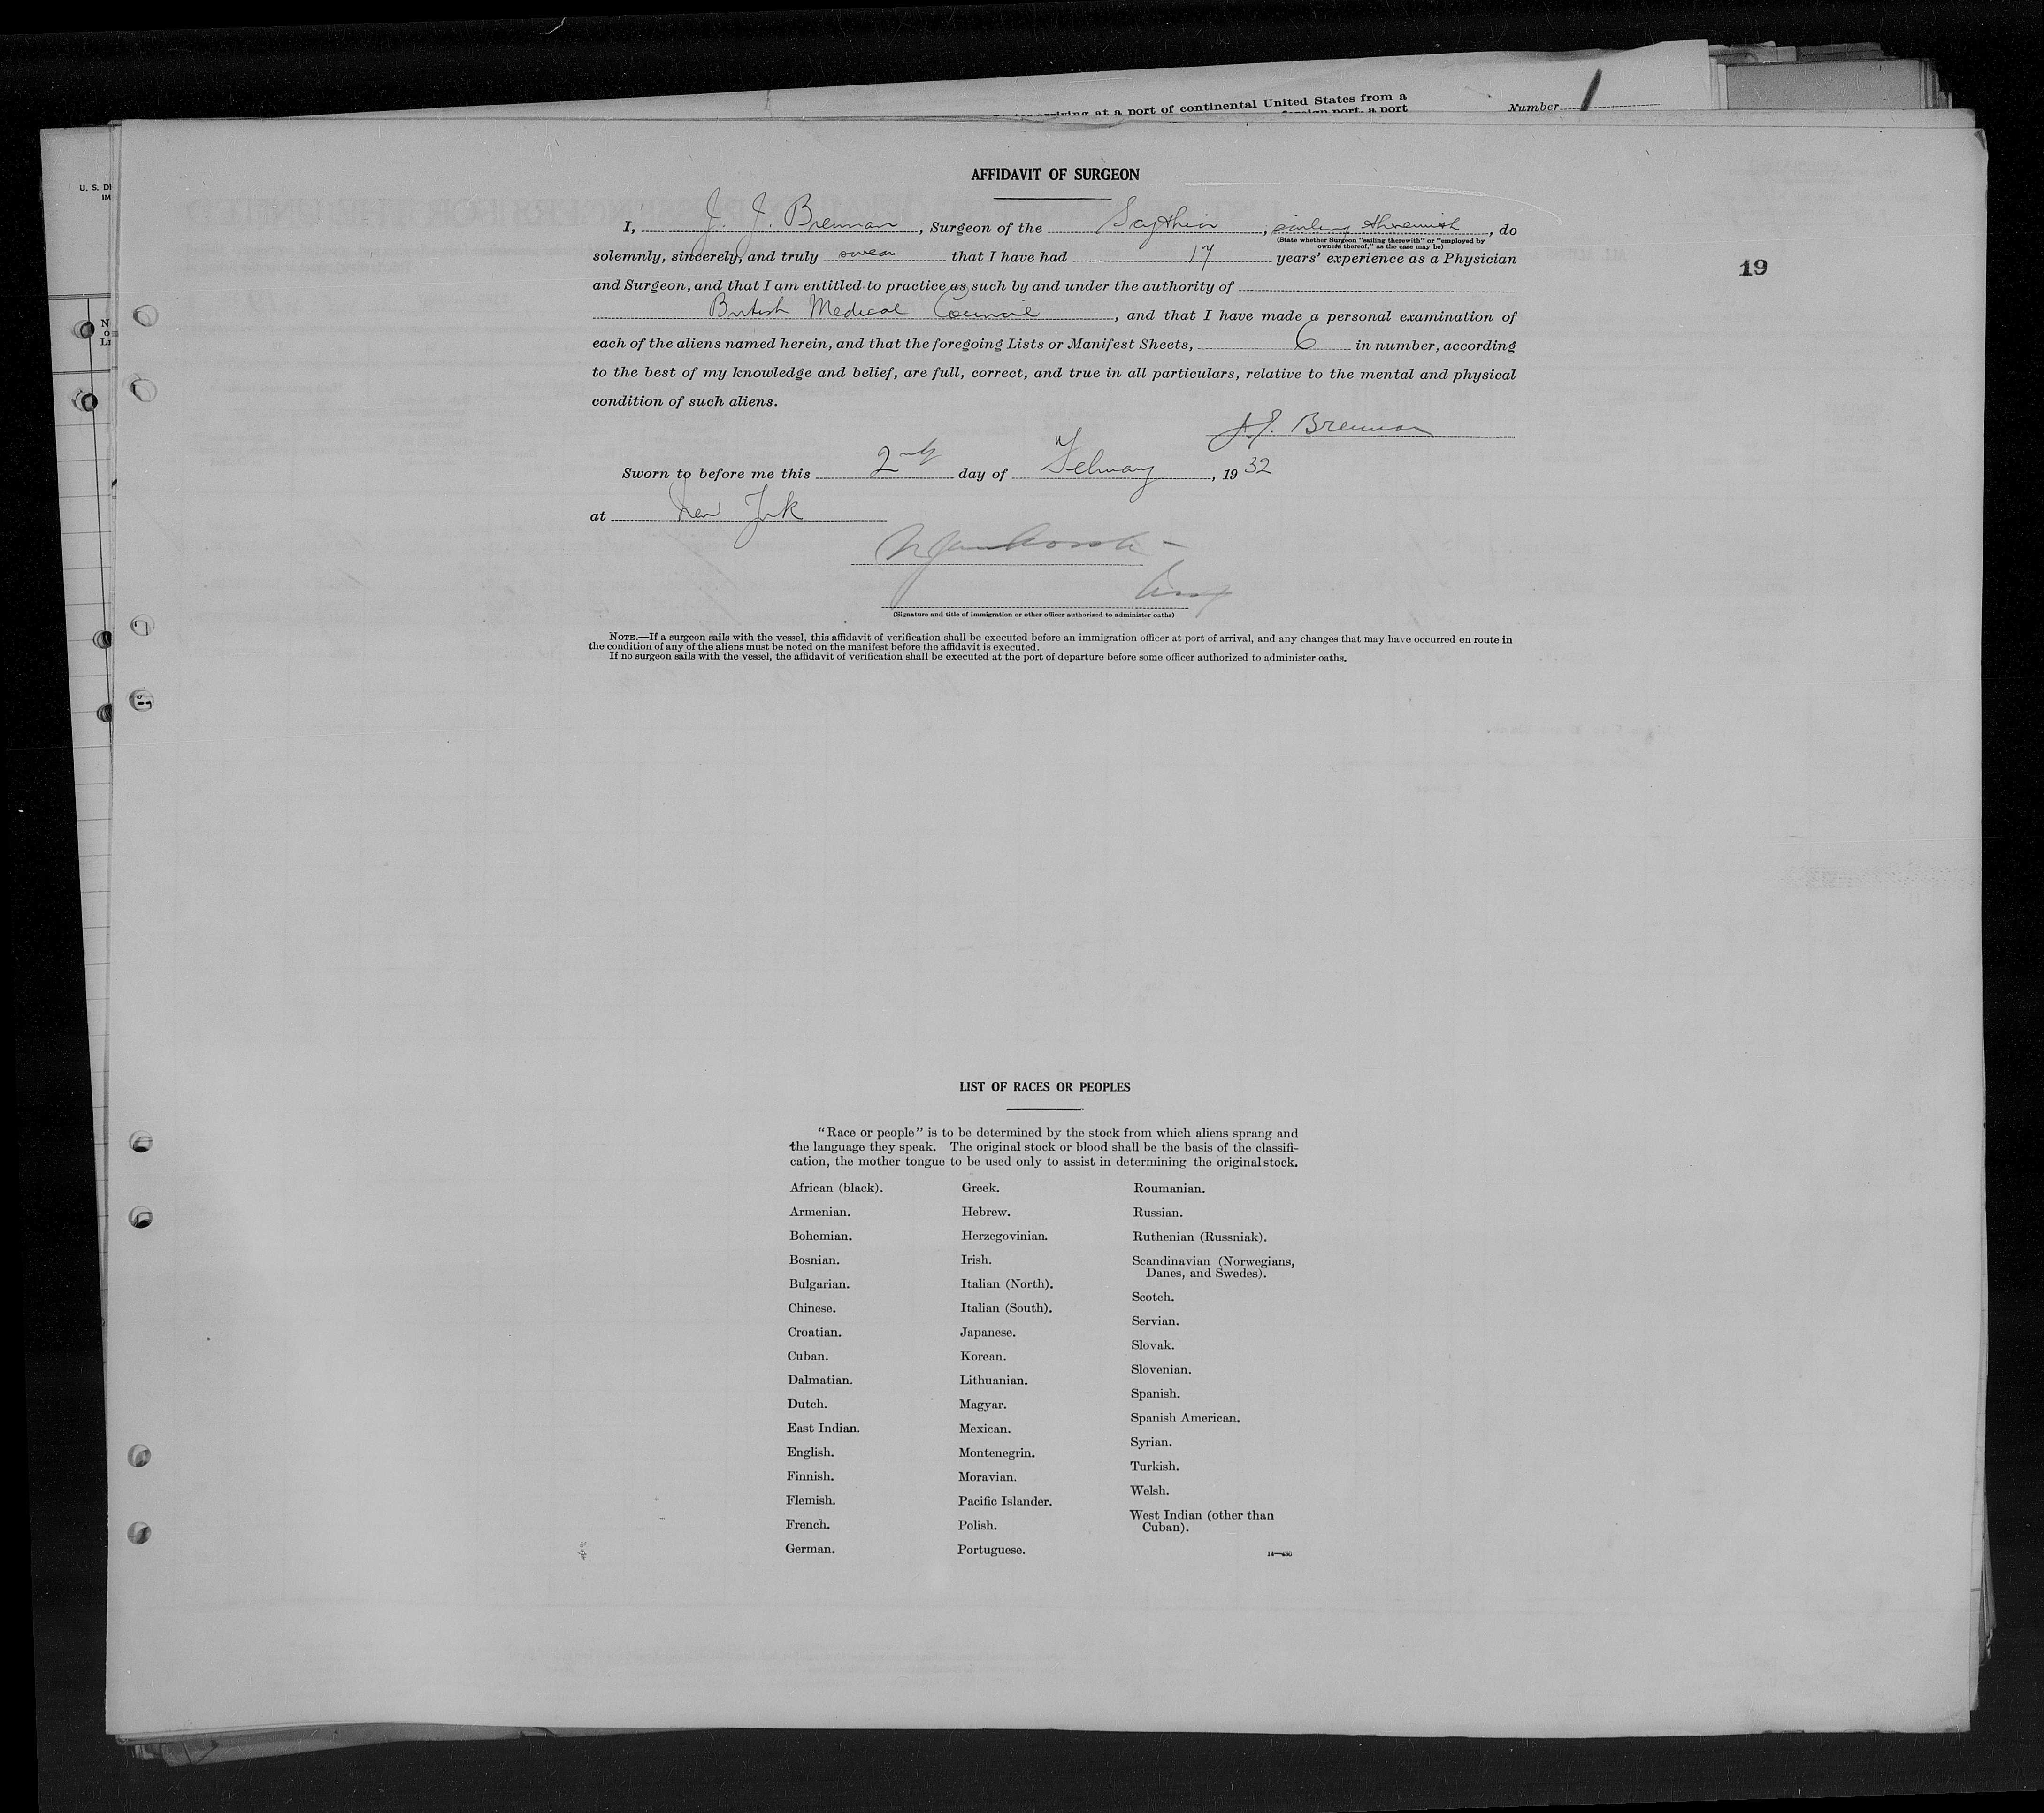 arriving at a port of continental United States from a
foreign port, a port
Number 1
U. S. D
IM
AFFIDAVIT OF SURGEON
I, J. J. Brennan, Surgeon of the Scythia, sailing therewith, do
(State whether Surgeon "sailing therewith" or "employed by
owners thereof," as the case may be)
solemnly, sincerely, and truly swear that I have had 17 years' experience as a Physician
19
and Surgeon, and that I am entitled to practice as such by and under the authority of
British Medical Council, and that I have made a personal examination of
each of the aliens named herein, and that the foregoing Lists or Manifest Sheets, 6 in number, according
to the best of my knowledge and belief, are full, correct, and true in all particulars, relative to the mental and physical
condition of such aliens.
J. J. Brennan
Sworn to before me this 2nd day of February, 1932
at New York
(Signature and title of immigration or other officer authorized to administer oaths)
NOTE.—If a surgeon sails with the vessel, this affidavit of verification shall be executed before an immigration officer at port of arrival, and any changes that may have occurred en route in
the condition of any of the aliens must be noted on the manifest before the affidavit is executed.
If no surgeon sails with the vessel, the affidavit of verification shall be executed at the port of departure before some officer authorized to administer oaths.
LIST OF RACES OR PEOPLES
"Race or people" is to be determined by the stock from which aliens sprang and
the language they speak. The original stock or blood shall be the basis of the classifi-
cation, the mother tongue to be used only to assist in determining the original stock.
African (black).
Armenian.
Bohemian.
Bosnian.
Bulgarian.
Chinese.
Croatian.
Cuban.
Dalmatian.
Dutch.
East Indian.
English.
Finnish.
Flemish.
French.
German.
Greek.
Hebrew.
Herzegovinian.
Irish.
Italian (North).
Italian (South).
Japanese.
Korean.
Lithuanian.
Magyar.
Mexican.
Montenegrin.
Moravian.
Pacific Islander.
Polish.
Portuguese.
Roumanian.
Russian.
Ruthenian (Russniak).
Scandinavian (Norwegians,
Danes, and Swedes).
Scotch.
Servian.
Slovak.
Slovenian.
Spanish.
Spanish American.
Syrian.
Turkish.
Welsh.
West Indian (other than
Cuban).